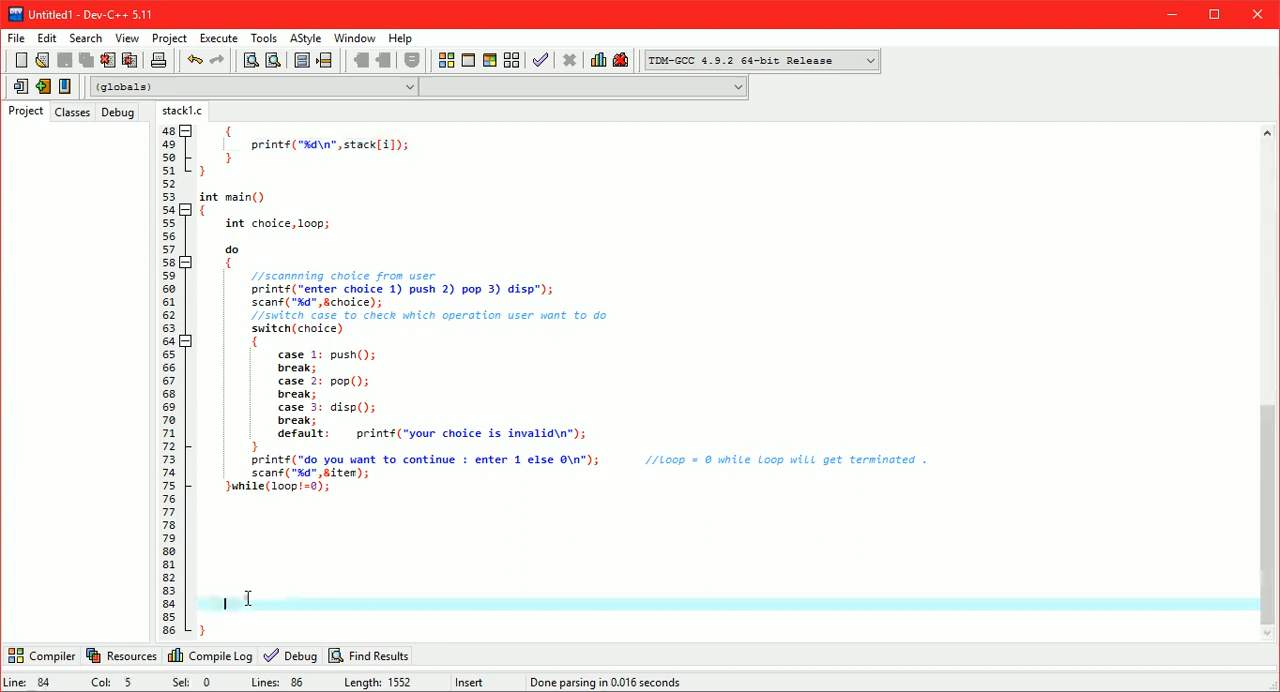 Untitled1 - Dev-C++ 5.11
File Edit Search View Project Execute Tools AStyle Window Help
TDM-GCC 4.9.2 64-bit Release
(globals)
Project Classes Debug stack1.c
48 {
49 printf("%d\n",stack[i]);
50 }
51 }
52
53 int main()
54 {
55 int choice,loop;
56
57 do
58 {
59 //scannning choice from user
60 printf("enter choice 1) push 2) pop 3) disp");
61 scanf("%d",&choice);
62 //switch case to check which operation user want to do
63 switch(choice)
64 {
65 case 1: push();
66 break;
67 case 2: pop();
68 break;
69 case 3: disp();
70 break;
71 default: printf("your choice is invalid\n");
72 }
73 printf("do you want to continue : enter 1 else 0\n"); //loop = 0 while loop will get terminated .
74 scanf("%d",&item);
75 }while(loop!=0);
76
77
78
79
80
81
82
83
84
85
86 }
Compiler Resources Compile Log Debug Find Results
Line: 84 Col: 5 Sel: 0 Lines: 86 Length: 1552 Insert Done parsing in 0.016 seconds